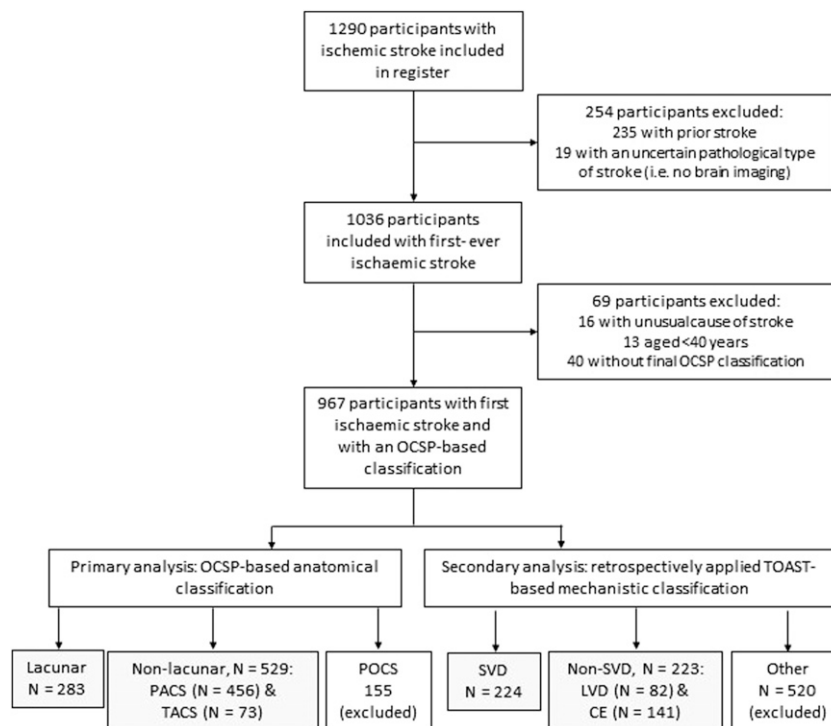 1290 participants with
ischemic stroke included
in register
254 participants excluded:
235 with prior stroke
19 with an uncertain pathological type
of stroke (i.e. no brain imaging)
1036 participants
included with first- ever
ischaemic stroke
69 participants excluded:
16 with unusual cause of stroke
13 aged <40 years
40 without final OCSP classification
967 participants with first
ischaemic stroke and
with an OCSP-based
classification
Primary analysis: OCSP-based anatomical
classification
Secondary analysis: retrospectively applied TOAST-
based mechanistic classification
Lacunar
N = 283
Non-lacunar, N = 529:
PACS (N = 456) &
TACS (N = 73)
POCS
155
(excluded)
SVD
N = 224
Non-SVD, N = 223:
LVD (N = 82) &
CE (N = 141)
Other
N = 520
(excluded)